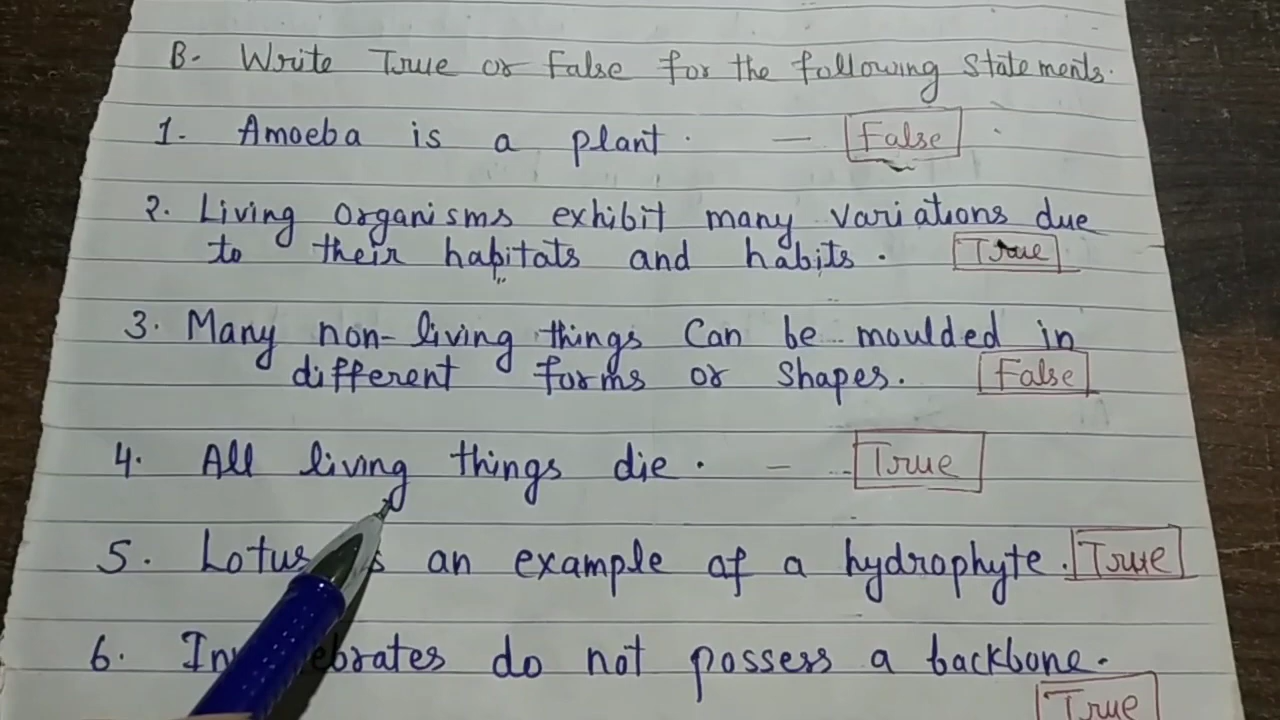 B. Write True or False for the following Statements.
1. Amoeba is a plant. — False
2. Living organisms exhibit many variations due
to their habitats and habits. True
3. Many non-living things Can be moulded in
different forms or shapes. False
4. All living things die. — True
5. Lotus is an example of a hydrophyte. True
6. do not possess a backbone.
True